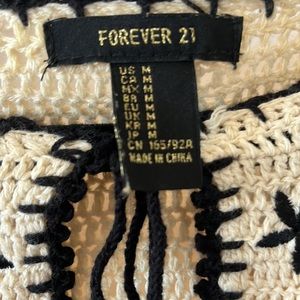 FOREVER 21
US M
CA M
MX M
BR M
EU M
UK M
KR M
JP M
CN 165/92A
MADE IN CHINA